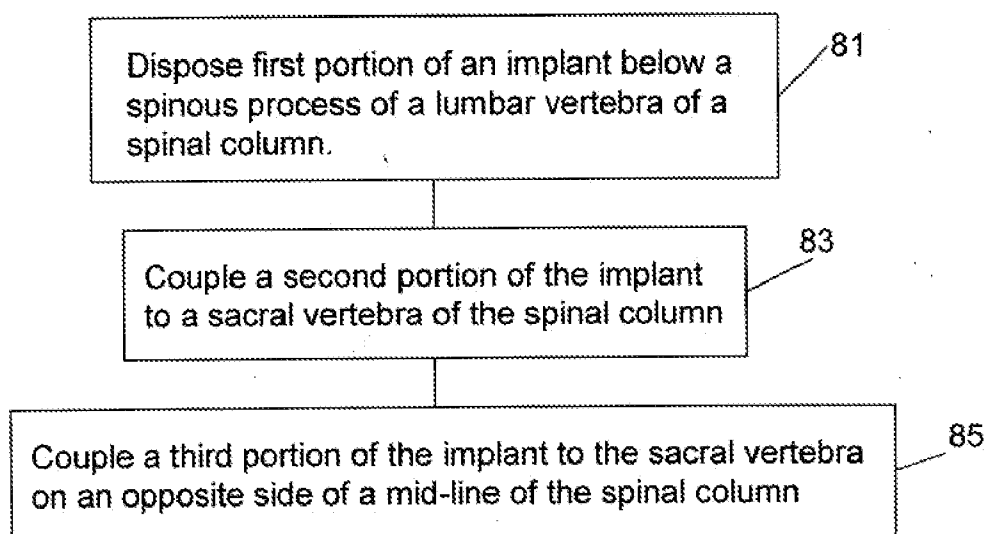 Dispose first portion of an implant below a
spinous process of a lumbar vertebra of a
spinal column.
81
Couple a second portion of the implant
to a sacral vertebra of the spinal column
83
Couple a third portion of the implant to the sacral vertebra
on an opposite side of a mid-line of the spinal column
85